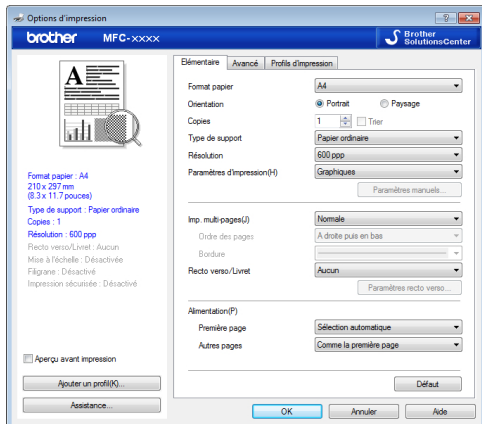 Options d'impression
brother MFC-xxxx
Brother
SolutionsCenter
Elémentaire Avancé Profils d'impression
Format papier A4
Orientation Portrait Paysage
Copies 1 Trier
Type de support Papier ordinaire
Résolution 600 ppp
Paramètres d'impression(H) Graphiques
Paramètres manuels...
Imp. multi-pages(J) Normale
Ordre des pages A droite puis en bas
Bordure
Recto verso/Livret Aucun
Paramètres recto verso...
Alimentation(P)
Première page Sélection automatique
Autres pages Comme la première page
Défaut
A
Format papier : A4
210 x 297 mm
(8.3 x 11.7 pouces)
Type de support : Papier ordinaire
Copies : 1
Résolution : 600 ppp
Recto verso/Livret : Aucun
Mise à l'échelle : Désactivée
Filigrane : Désactivé
Impression sécurisée : Désactivé
Aperçu avant impression
Ajouter un profil(K)...
Assistance...
OK Annuler Aide